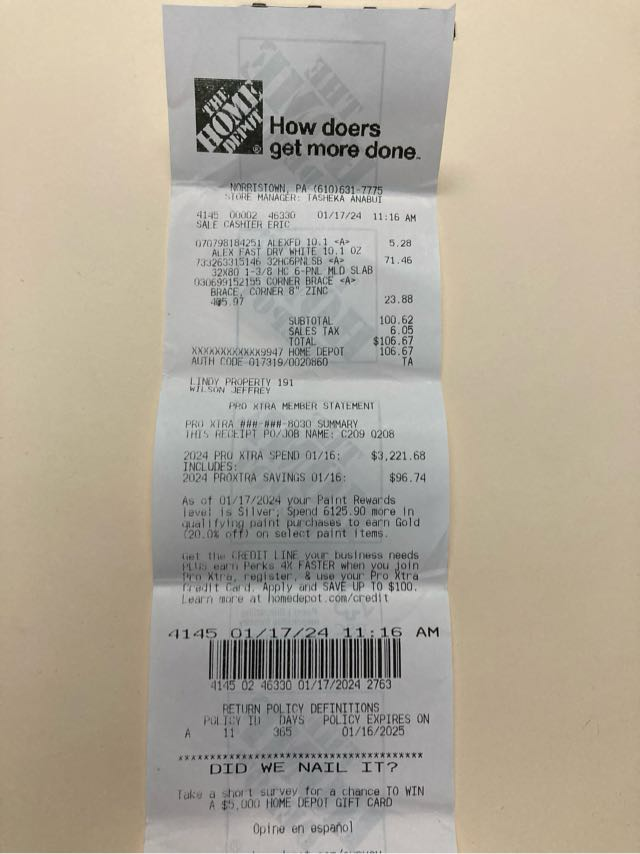 THE HOME DEPOT ®
How doers
get more done™
NORRISTOWN, PA (610)631-7775
STORE MANAGER: TASHEKA ANABUI
4145 00002 46330 01/17/24 11:16 AM
SALE CASHIER ERIC
070798184251 ALEXFD 10.1 <A> 5.28
ALEX FAST DRY WHITE 10.1 OZ
733263315146 32HC6PNLSB <A> 71.46
32X80 1-3/8 HC 6-PNL MLD SLAB
030699152155 CORNER BRACE <A>
BRACE, CORNER 8" ZINC
4@5.97 23.88
SUBTOTAL 100.62
SALES TAX 6.05
TOTAL $106.67
XXXXXXXXXXXX9947 HOME DEPOT 106.67
AUTH CODE 017319/0020860 TA
LINDY PROPERTY 191
WILSON JEFFREY
PRO XTRA MEMBER STATEMENT
PRO XTRA ###-###-8030 SUMMARY
THIS RECEIPT PO/JOB NAME: C209 0208
2024 PRO XTRA SPEND 01/16: $3,221.68
INCLUDES:
2024 PROXTRA SAVINGS 01/16: $96.74
As of 01/17/2024 your Paint Rewards
level is Silver; Spend 6125.90 more in
qualifying paint purchases to earn Gold
(20.0% off) on select paint items.
Get the CREDIT LINE your business needs
PLUS earn Perks 4X FASTER when you join
Pro Xtra, register, & use your Pro Xtra
Credit Card. Apply and SAVE UP TO $100.
Learn more at homedepot.com/credit
4145 01/17/24 11:16 AM
4145 02 46330 01/17/2024 2763
RETURN POLICY DEFINITIONS
POLICY ID DAYS POLICY EXPIRES ON
A 11 365 01/16/2025
****************************************
DID WE NAIL IT?
Take a short survey for a chance TO WIN
A $5,000 HOME DEPOT GIFT CARD
Opine en español